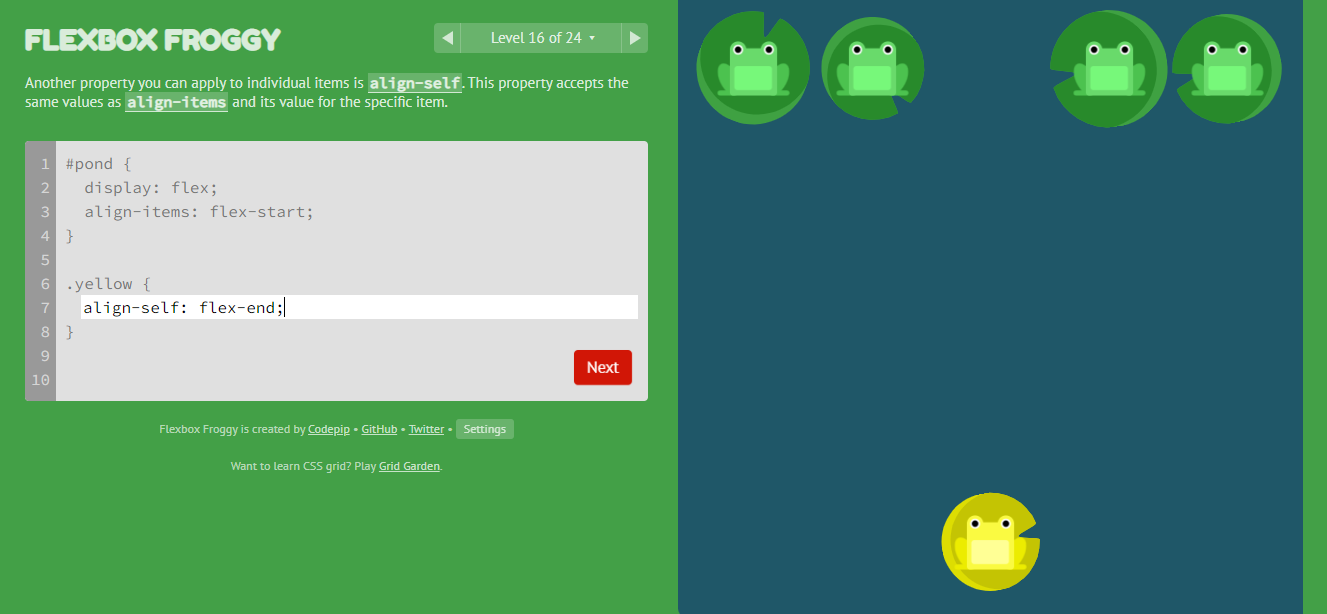 FLEXBOX FROGGY
◀ Level 16 of 24 ▾ ▶
Another property you can apply to individual items is align-self. This property accepts the
same values as align-items and its value for the specific item.
1 #pond {
2   display: flex;
3   align-items: flex-start;
4 }
5
6 .yellow {
7   align-self: flex-end;
8 }
9
10
Next
Flexbox Froggy is created by Codepip • GitHub • Twitter • Settings
Want to learn CSS grid? Play Grid Garden.